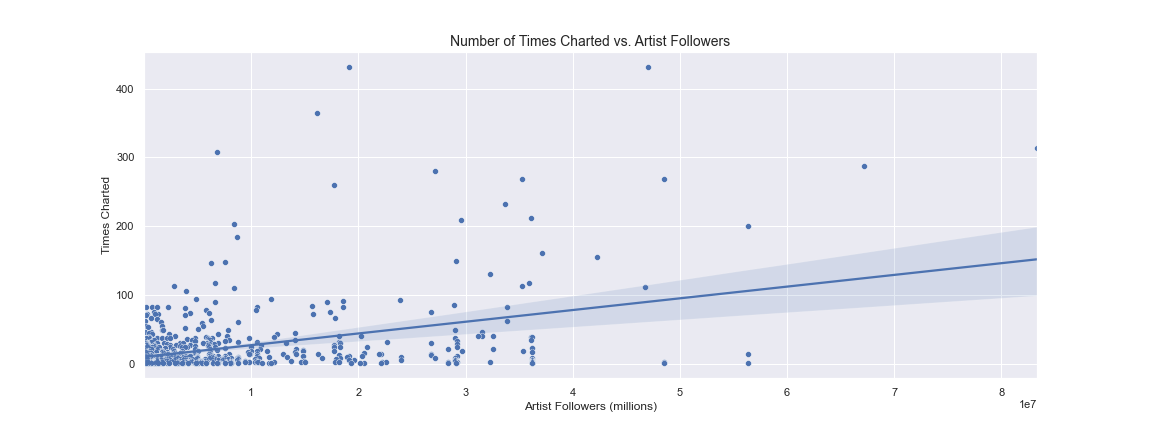 Number of Times Charted vs. Artist Followers
Times Charted
400
300
200
100
0
1 2 3 4 5 6 7 8
1e7
Artist Followers (millions)